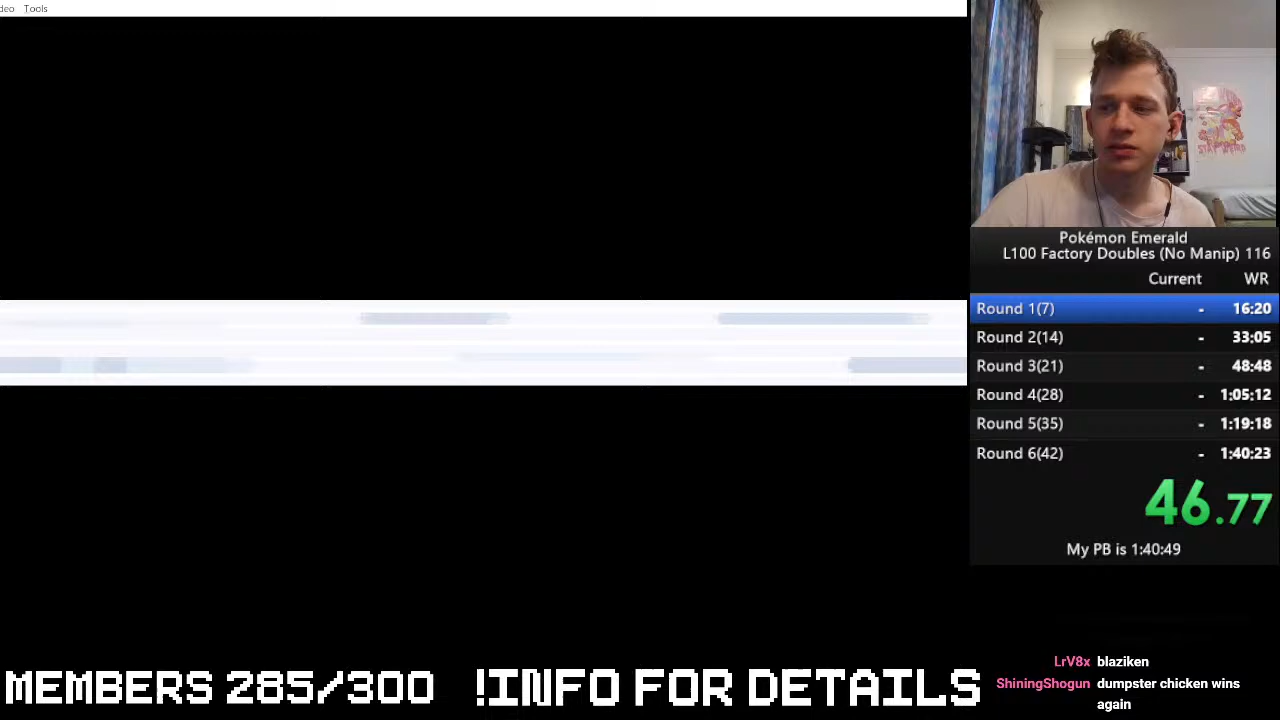 deo Tools
Pokémon Emerald
L100 Factory Doubles (No Manip) 116
Current WR
Round 1(7) - 16:20
Round 2(14) - 33:05
Round 3(21) - 48:48
Round 4(28) - 1:05:12
Round 5(35) - 1:19:18
Round 6(42) - 1:40:23
46.77
My PB is 1:40:49
LrV8x blaziken
ShiningShogun dumpster chicken wins
again
MEMBERS 285/300 !INFO FOR DETAILS